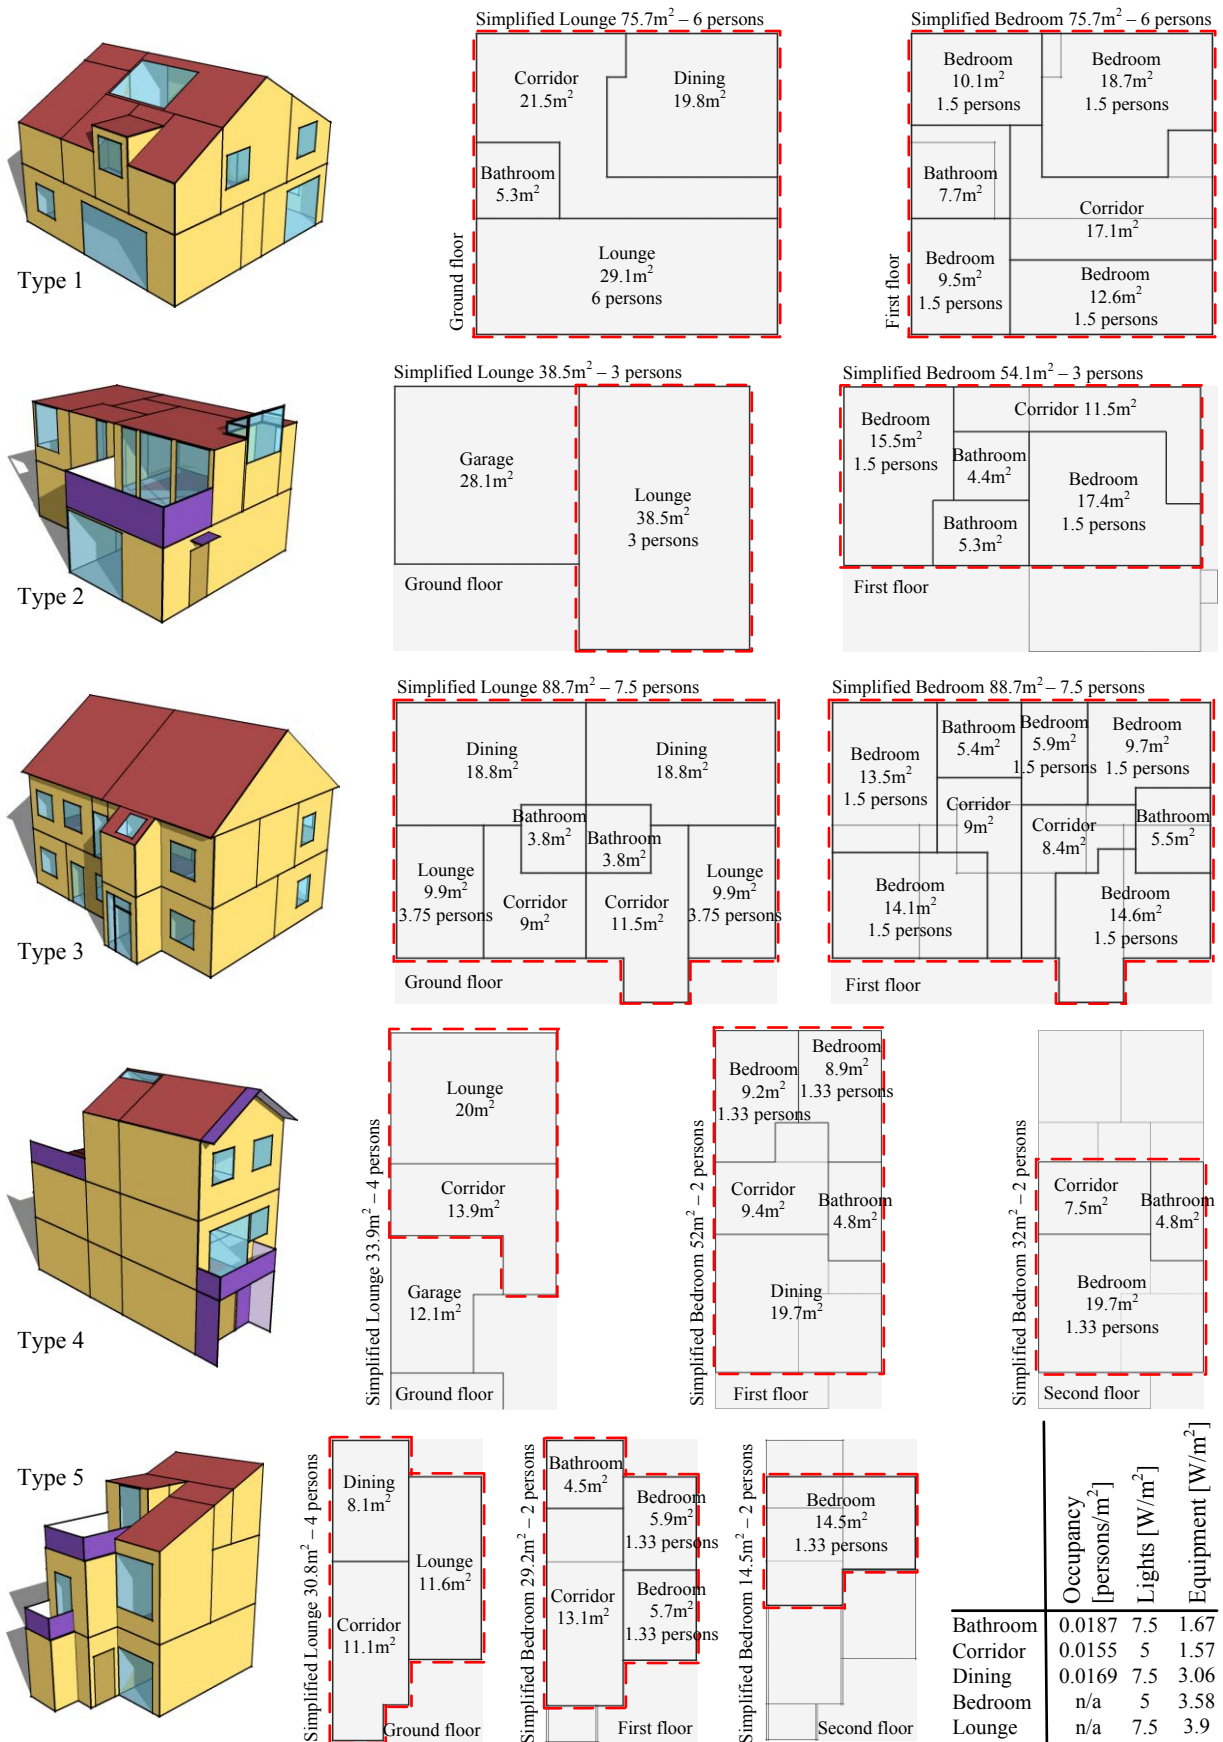 Simplified Lounge 75.7m² – 6 persons
Simplified Bedroom 75.7m² – 6 persons
Type 1
Ground floor
Corridor
21.5m²
Dining
19.8m²
Bathroom
5.3m²
Lounge
29.1m²
6 persons
First floor
Bedroom
10.1m²
1.5 persons
Bedroom
18.7m²
1.5 persons
Bathroom
7.7m²
Corridor
17.1m²
Bedroom
9.5m²
1.5 persons
Bedroom
12.6m²
1.5 persons
Simplified Lounge 38.5m² – 3 persons
Simplified Bedroom 54.1m² – 3 persons
Type 2
Garage
28.1m²
Lounge
38.5m²
3 persons
Ground floor
Bedroom
15.5m²
1.5 persons
Corridor 11.5m²
Bathroom
4.4m²
Bedroom
17.4m²
1.5 persons
Bathroom
5.3m²
First floor
Simplified Lounge 88.7m² – 7.5 persons
Simplified Bedroom 88.7m² – 7.5 persons
Type 3
Dining
18.8m²
Dining
18.8m²
Bathroom
3.8m²
Bathroom
3.8m²
Lounge
9.9m²
3.75 persons
Corridor
9m²
Corridor
11.5m²
Lounge
9.9m²
3.75 persons
Ground floor
Bedroom
13.5m²
1.5 persons
Bathroom
5.4m²
Bedroom
5.9m²
1.5 persons
Bedroom
9.7m²
1.5 persons
Corridor
9m²
Corridor
8.4m²
Bathroom
5.5m²
Bedroom
14.1m²
1.5 persons
Bedroom
14.6m²
1.5 persons
First floor
Type 4
Simplified Lounge 33.9m² – 4 persons
Lounge
20m²
Corridor
13.9m²
Garage
12.1m²
Ground floor
Simplified Bedroom 52m² – 2 persons
Bedroom
9.2m²
1.33 persons
Bedroom
8.9m²
1.33 persons
Corridor
9.4m²
Bathroom
4.8m²
Dining
19.7m²
First floor
Simplified Bedroom 32m² – 2 persons
Corridor
7.5m²
Bathroom
4.8m²
Bedroom
19.7m²
1.33 persons
Second floor
Type 5
Simplified Lounge 30.8m² – 4 persons
Dining
8.1m²
Lounge
11.6m²
Corridor
11.1m²
Ground floor
Simplified Bedroom 29.2m² – 2 persons
Bathroom
4.5m²
Bedroom
5.9m²
1.33 persons
Corridor
13.1m²
Bedroom
5.7m²
1.33 persons
First floor
Simplified Bedroom 14.5m² – 2 persons
Bedroom
14.5m²
1.33 persons
Second floor
Occupancy [persons/m²] Lights [W/m²] Equipment [W/m²]
Bathroom 0.0187 7.5 1.67
Corridor 0.0155 5 1.57
Dining 0.0169 7.5 3.06
Bedroom n/a 5 3.58
Lounge n/a 7.5 3.9